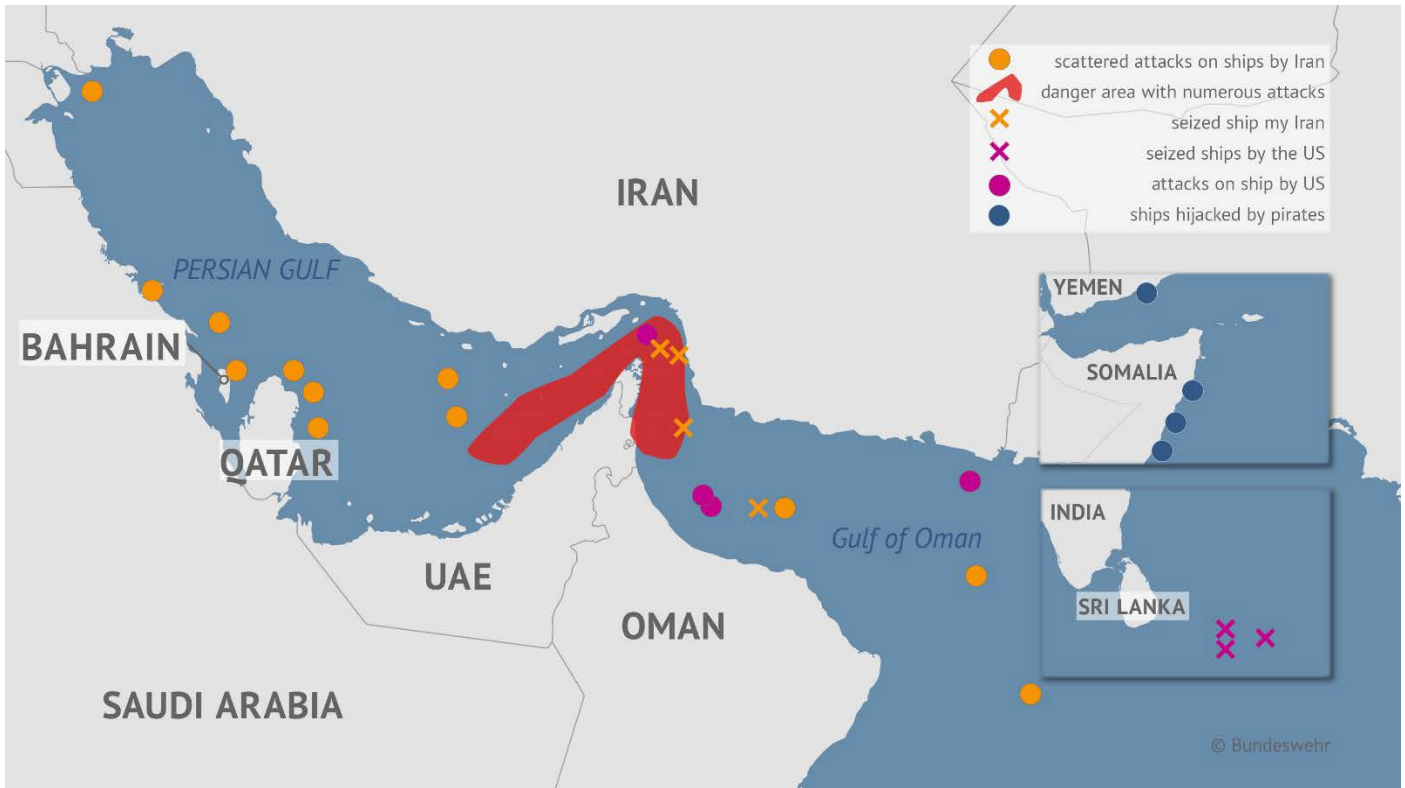 scattered attacks on ships by Iran
danger area with numerous attacks
seized ship my Iran
seized ships by the US
attacks on ship by US
ships hijacked by pirates
IRAN
PERSIAN GULF
BAHRAIN
QATAR
UAE
OMAN
SAUDI ARABIA
Gulf of Oman
YEMEN
SOMALIA
INDIA
SRI LANKA
© Bundeswehr